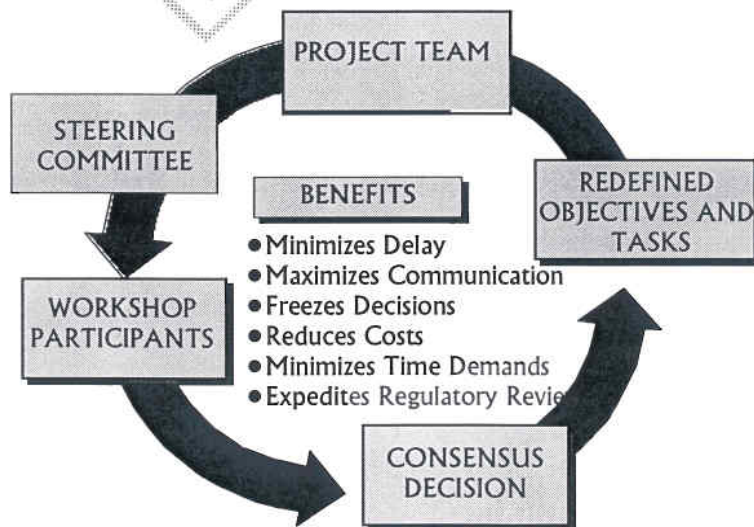 PROJECT TEAM
STEERING
COMMITTEE
BENEFITS
REDEFINED
OBJECTIVES AND
TASKS
● Minimizes Delay
● Maximizes Communication
● Freezes Decisions
● Reduces Costs
● Minimizes Time Demands
● Expedites Regulatory Revie
WORKSHOP
PARTICIPANTS
CONSENSUS
DECISION